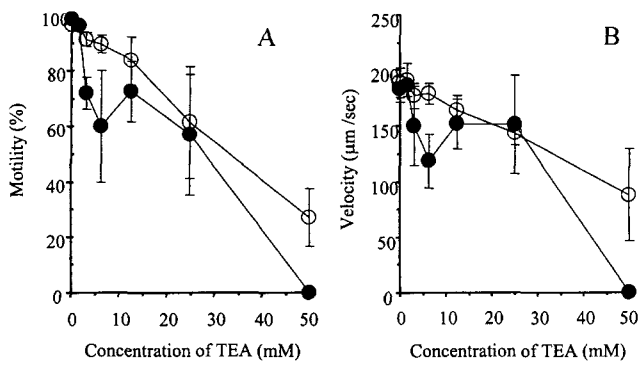 A
100
80
60
40
20
0
Motility (%)
0 10 20 30 40 50
Concentration of TEA (mM)
B
250
200
150
100
50
0
Velocity (μm /sec)
0 10 20 30 40 50
Concentration of TEA (mM)